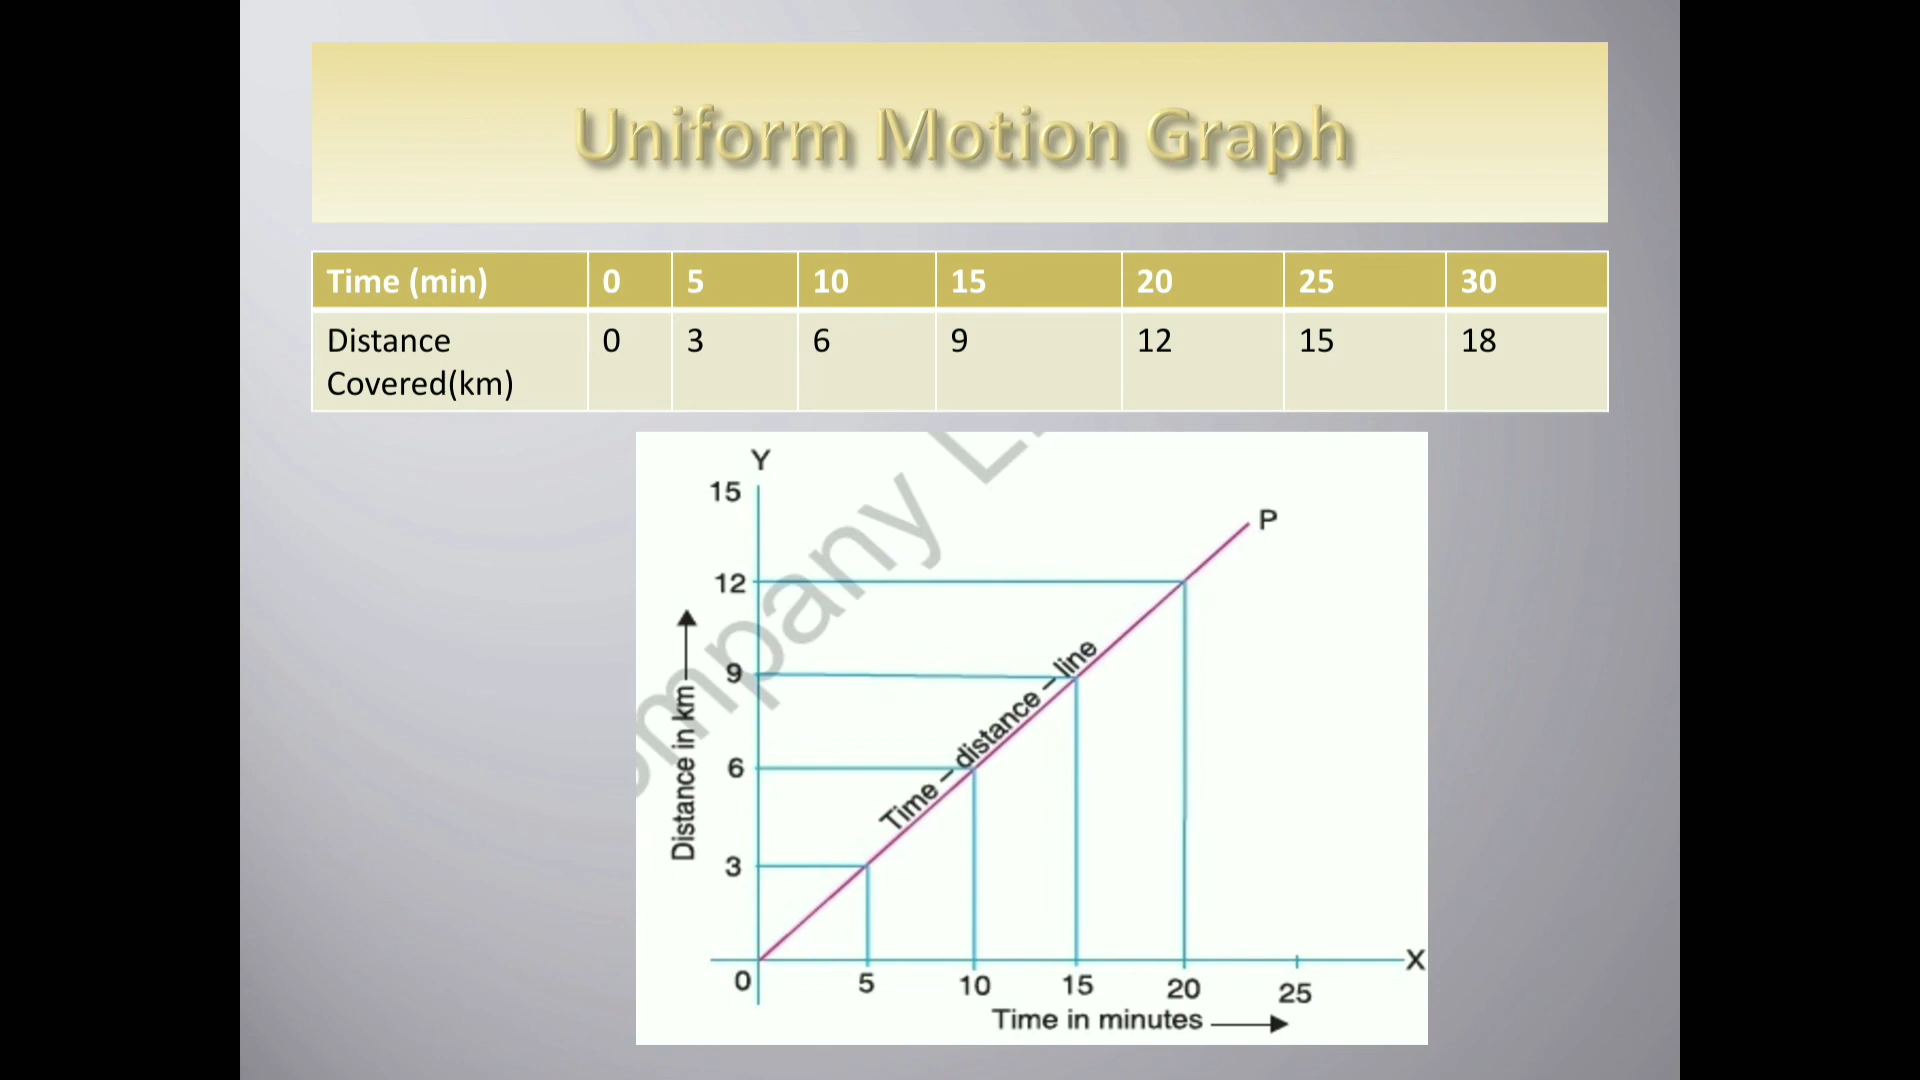 Uniform Motion Graph
Time (min) 0 5 10 15 20 25 30
Distance Covered(km) 0 3 6 9 12 15 18
Y
15
P
12
9
6
3
Distance in km
Time – distance – line
0 5 10 15 20 25 X
Time in minutes